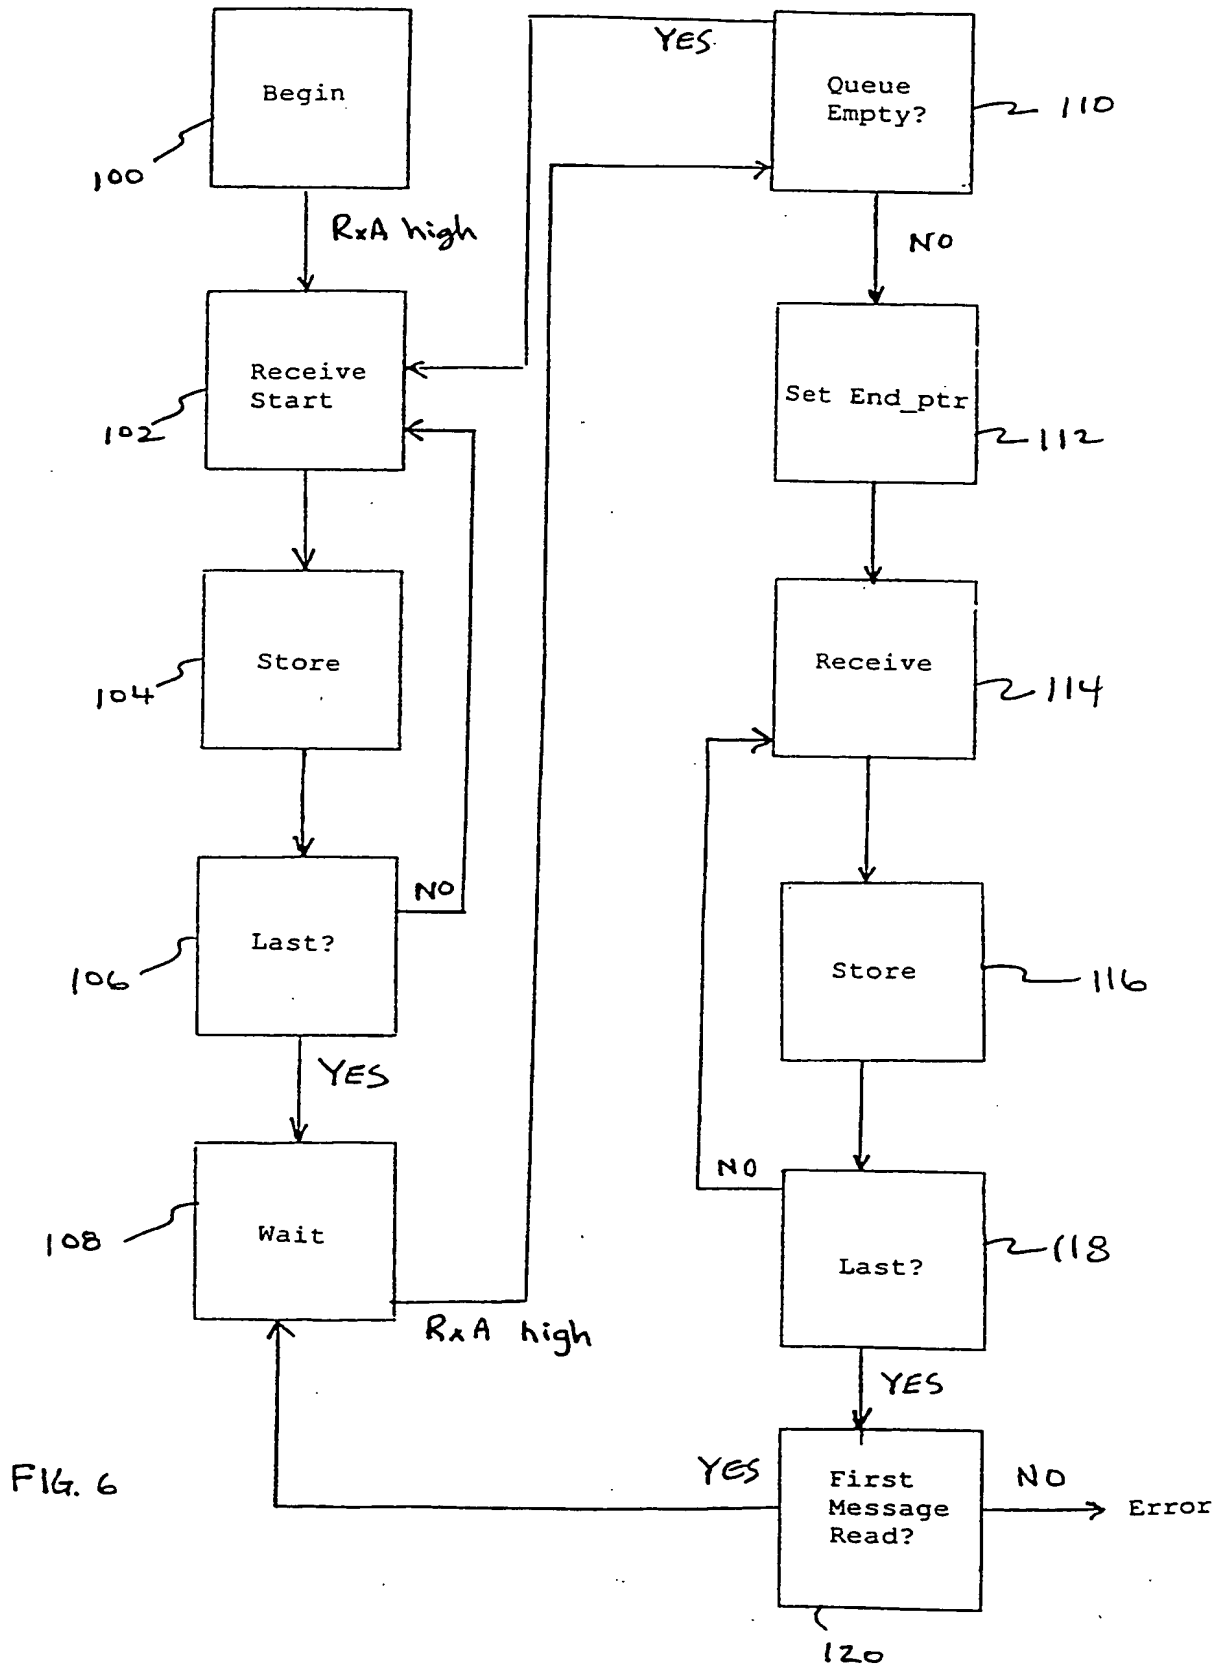 Begin
100
RxA high
Receive
Start
102
Store
104
Last?
106
NO
YES
Wait
108
RxA high
YES
Queue
Empty?
110
NO
Set End_ptr
112
Receive
114
Store
116
Last?
118
NO
YES
First
Message
Read?
120
YES
NO
Error
FIG. 6